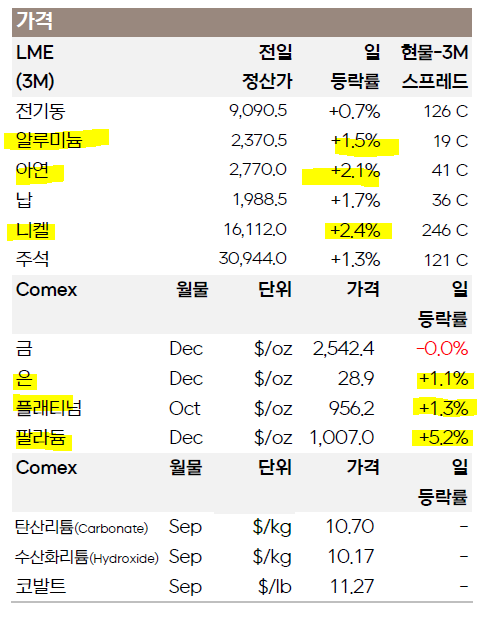 가격
LME 전일 일 현물-3M
(3M) 정산가 등락률 스프레드
전기동 9,090.5 +0.7% 126 C
알루미늄 2,370.5 +1.5% 19 C
아연 2,770.0 +2.1% 41 C
납 1,988.5 +1.7% 36 C
니켈 16,112.0 +2.4% 246 C
주석 30,944.0 +1.3% 121 C
Comex 월물 단위 가격 일
등락률
금 Dec $/oz 2,542.4 -0.0%
은 Dec $/oz 28.9 +1.1%
플래티넘 Oct $/oz 956.2 +1.3%
팔라듐 Dec $/oz 1,007.0 +5.2%
Comex 월물 단위 가격 일
등락률
탄산리튬(Carbonate) Sep $/kg 10.70 -
수산화리튬(Hydroxide) Sep $/kg 10.17 -
코발트 Sep $/lb 11.27 -